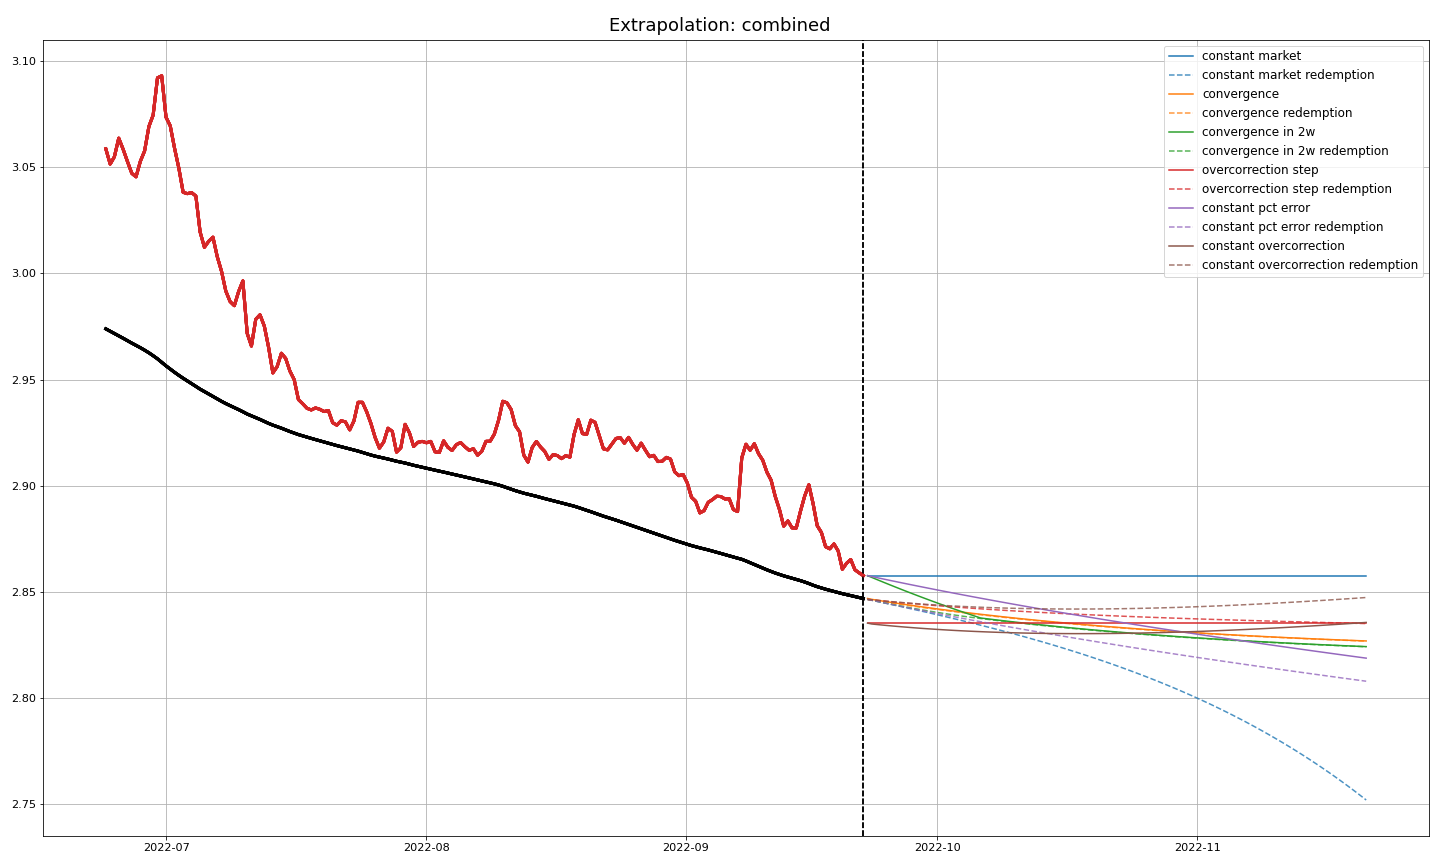 Extrapolation: combined
3.10
3.05
3.00
2.95
2.90
2.85
2.80
2.75
constant market
constant market redemption
convergence
convergence redemption
convergence in 2w
convergence in 2w redemption
overcorrection step
overcorrection step redemption
constant pct error
constant pct error redemption
constant overcorrection
constant overcorrection redemption
2022-07
2022-08
2022-09
2022-10
2022-11